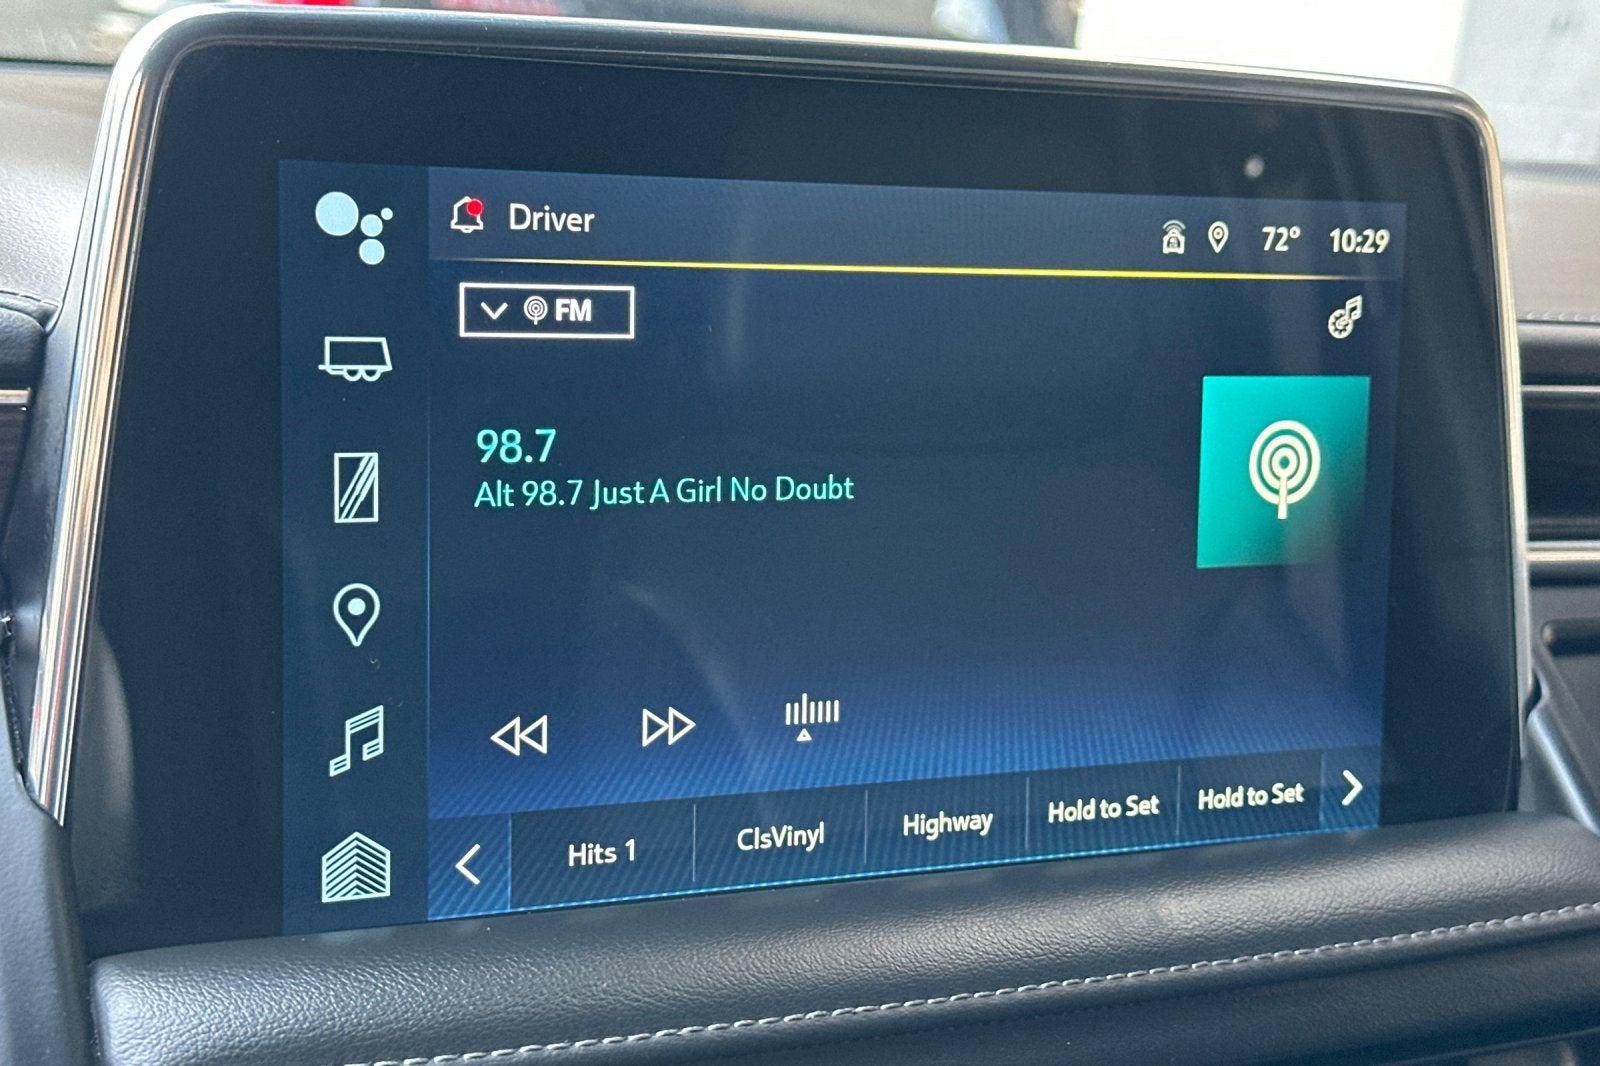 Driver
72° 10:29
FM
98.7
Alt 98.7 Just A Girl No Doubt
Hits 1
ClsVinyl
Highway
Hold to Set
Hold to Set